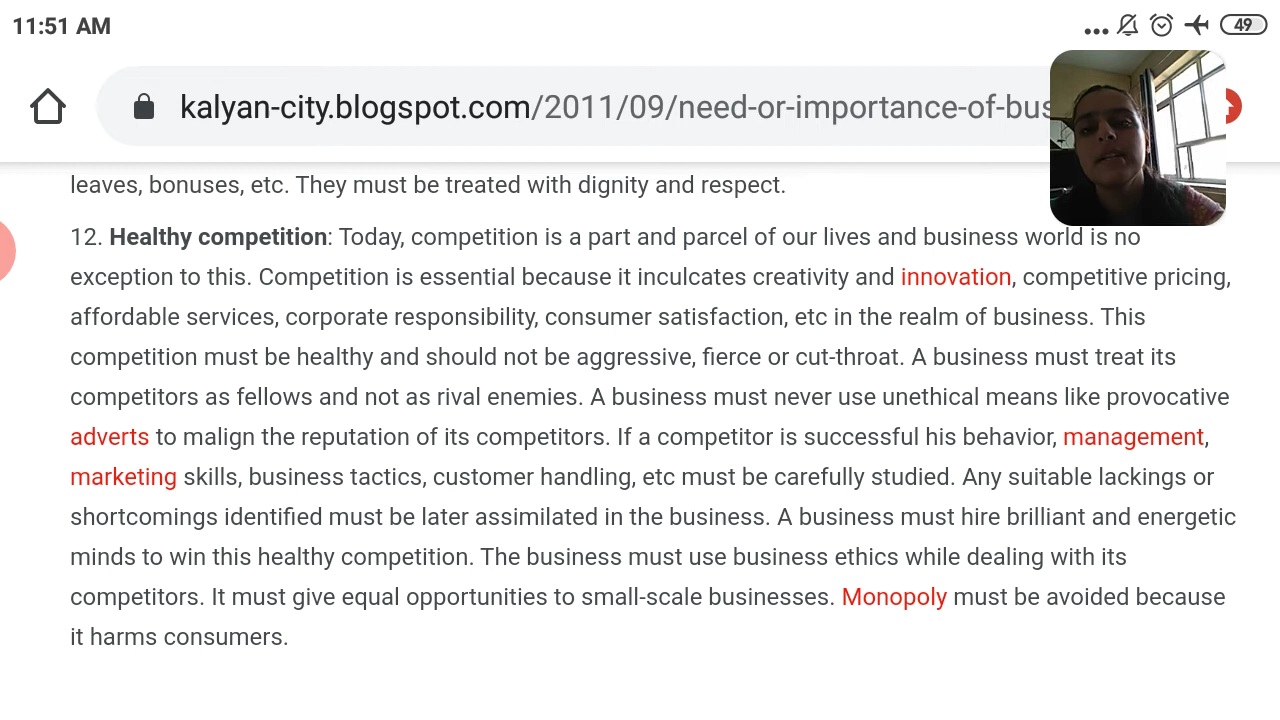 11:51 AM
49
kalyan-city.blogspot.com/2011/09/need-or-importance-of-bus
leaves, bonuses, etc. They must be treated with dignity and respect.
12. Healthy competition: Today, competition is a part and parcel of our lives and business world is no
exception to this. Competition is essential because it inculcates creativity and innovation, competitive pricing,
affordable services, corporate responsibility, consumer satisfaction, etc in the realm of business. This
competition must be healthy and should not be aggressive, fierce or cut-throat. A business must treat its
competitors as fellows and not as rival enemies. A business must never use unethical means like provocative
adverts to malign the reputation of its competitors. If a competitor is successful his behavior, management,
marketing skills, business tactics, customer handling, etc must be carefully studied. Any suitable lackings or
shortcomings identified must be later assimilated in the business. A business must hire brilliant and energetic
minds to win this healthy competition. The business must use business ethics while dealing with its
competitors. It must give equal opportunities to small-scale businesses. Monopoly must be avoided because
it harms consumers.